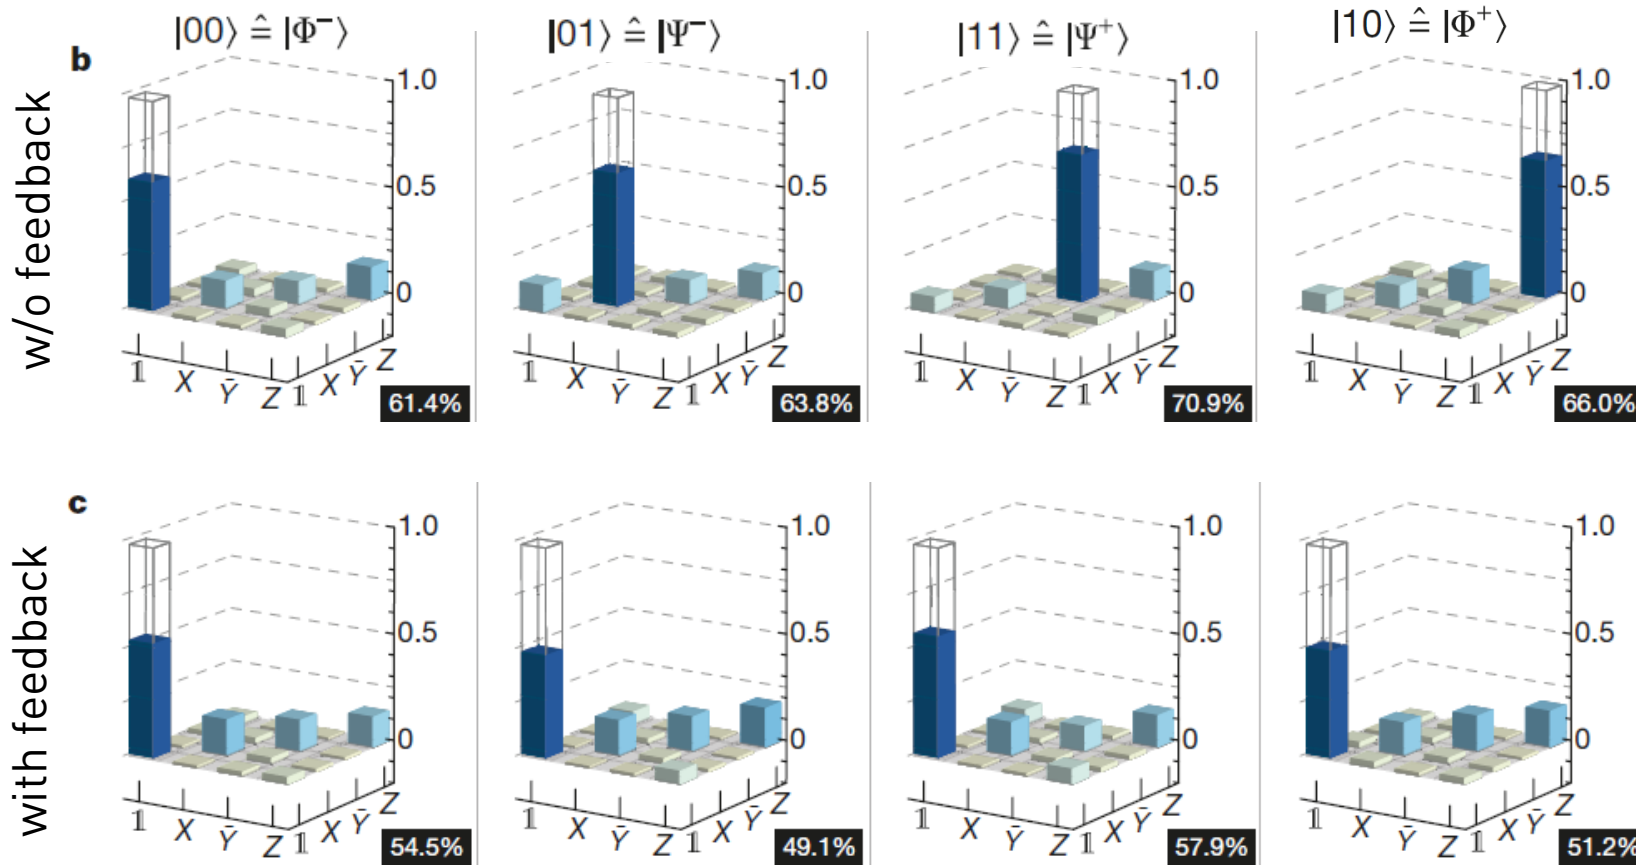 w/o feedback
b
|00⟩ ≙ |Φ⁻⟩
1.0
0.5
0
𝟙 X Ȳ Z 𝟙 X Ȳ Z
61.4%
|01⟩ ≙ |Ψ⁻⟩
1.0
0.5
0
𝟙 X Ȳ Z 𝟙 X Ȳ Z
63.8%
|11⟩ ≙ |Ψ⁺⟩
1.0
0.5
0
𝟙 X Ȳ Z 𝟙 X Ȳ Z
70.9%
|10⟩ ≙ |Φ⁺⟩
1.0
0.5
0
𝟙 X Ȳ Z 𝟙 X Ȳ Z
66.0%
with feedback
c
1.0
0.5
0
𝟙 X Ȳ Z 𝟙 X Ȳ Z
54.5%
1.0
0.5
0
𝟙 X Ȳ Z 𝟙 X Ȳ Z
49.1%
1.0
0.5
0
𝟙 X Ȳ Z 𝟙 X Ȳ Z
57.9%
1.0
0.5
0
𝟙 X Ȳ Z 𝟙 X Ȳ Z
51.2%